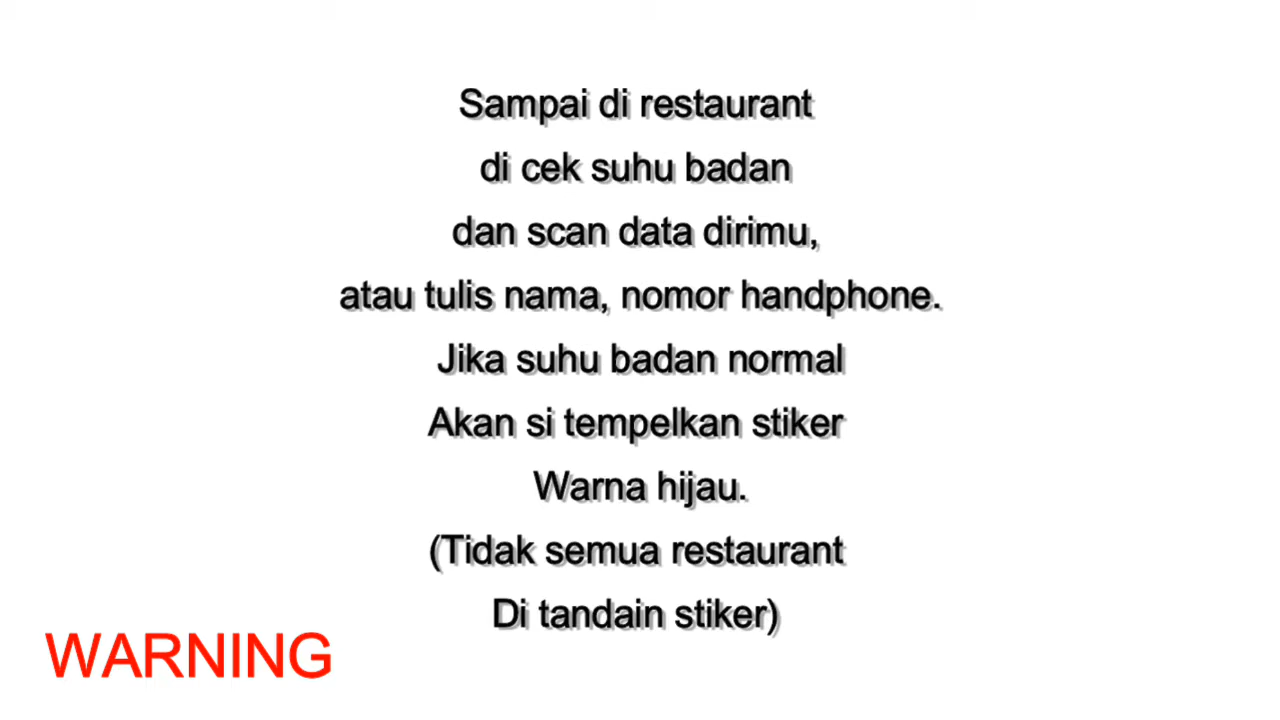 Sampai di restaurant
di cek suhu badan
dan scan data dirimu,
atau tulis nama, nomor handphone.
Jika suhu badan normal
Akan si tempelkan stiker
Warna hijau.
(Tidak semua restaurant
Di tandain stiker)
WARNING